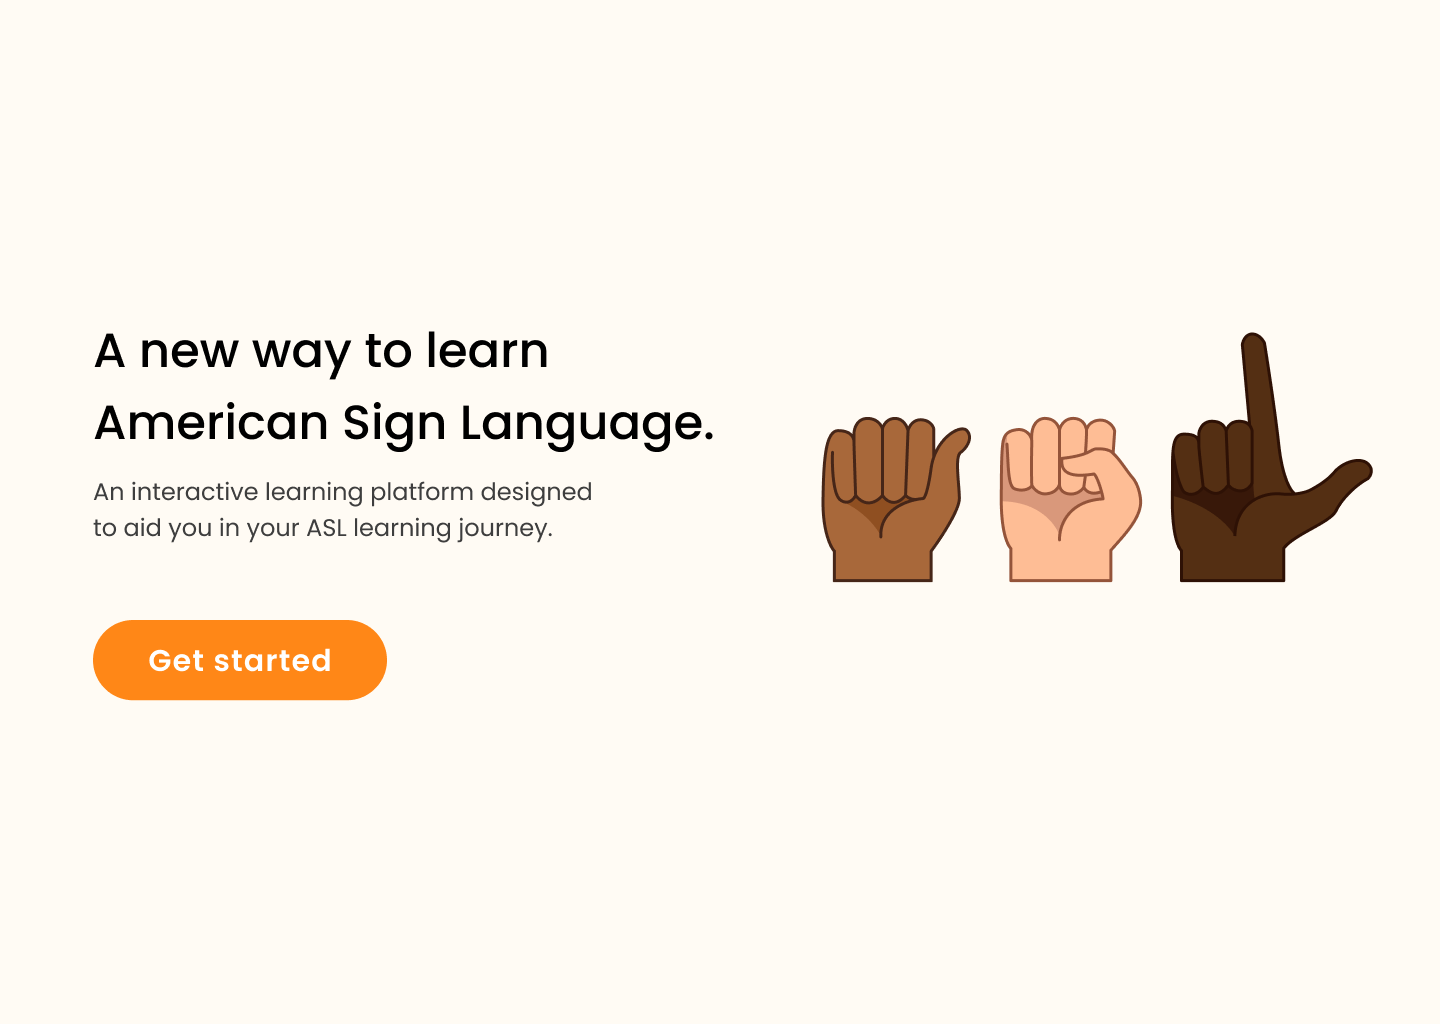 A new way to learn
American Sign Language.
An interactive learning platform designed
to aid you in your ASL learning journey.
Get started